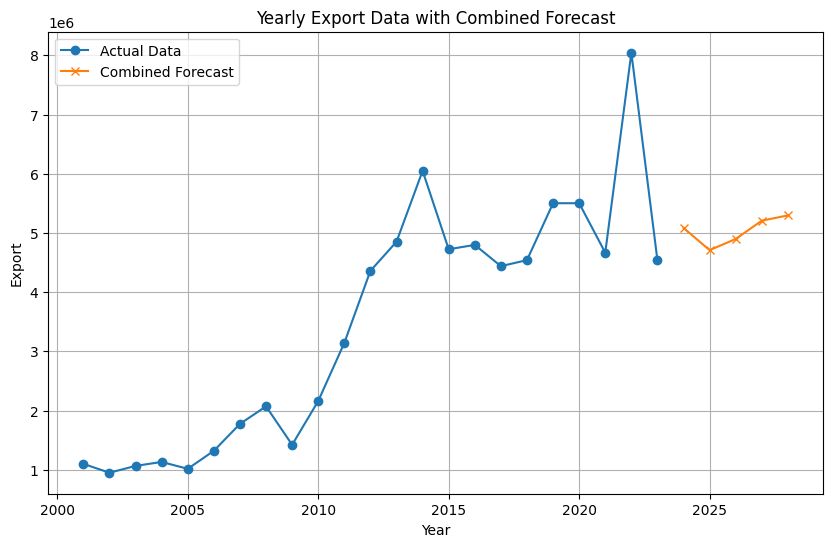 Yearly Export Data with Combined Forecast
1e6
Actual Data
Combined Forecast
8
7
6
5
4
3
2
1
Export
2000 2005 2010 2015 2020 2025
Year